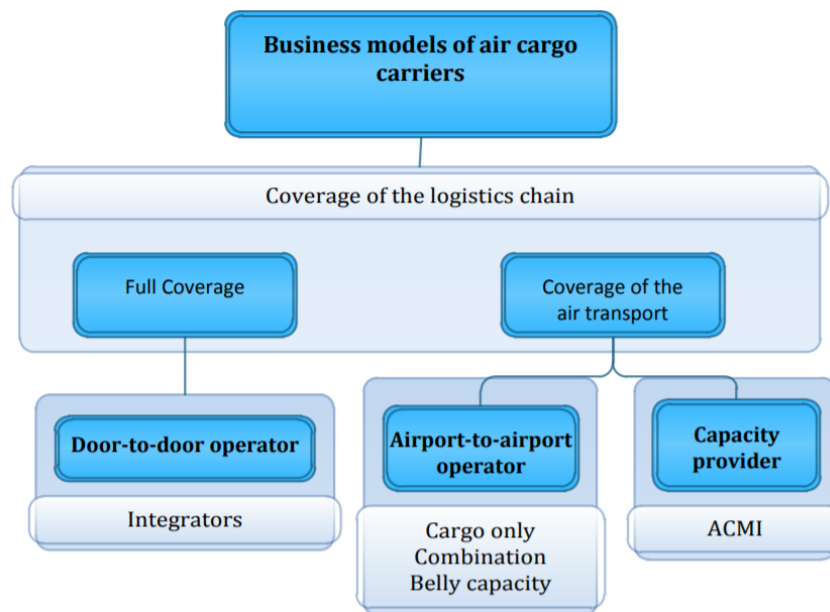 Business models of air cargo
carriers
Coverage of the logistics chain
Full Coverage
Coverage of the
air transport
Door-to-door operator
Integrators
Airport-to-airport
operator
Cargo only
Combination
Belly capacity
Capacity
provider
ACMI